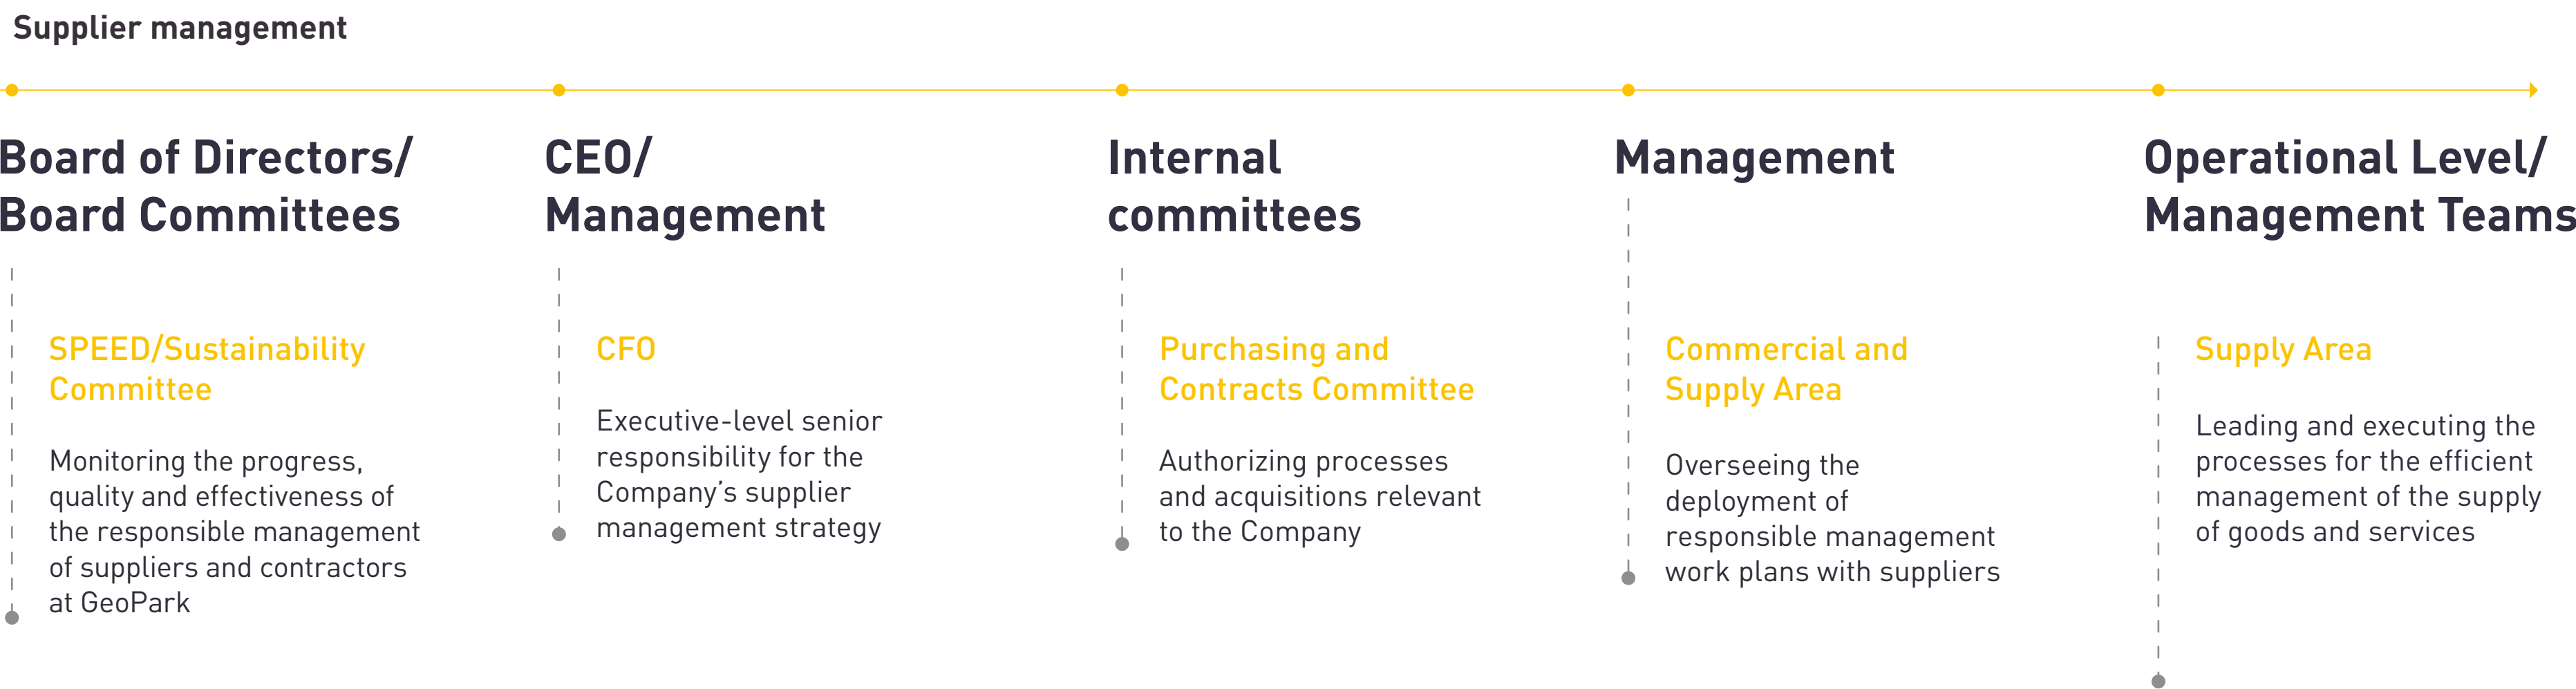 Supplier management
Board of Directors/
Board Committees
SPEED/Sustainability
Committee
Monitoring the progress,
quality and effectiveness of
the responsible management
of suppliers and contractors
at GeoPark
CEO/
Management
CFO
Executive-level senior
responsibility for the
Company’s supplier
management strategy
Internal
committees
Purchasing and
Contracts Committee
Authorizing processes
and acquisitions relevant
to the Company
Management
Commercial and
Supply Area
Overseeing the
deployment of
responsible management
work plans with suppliers
Operational Level/
Management Teams
Supply Area
Leading and executing the
processes for the efficient
management of the supply
of goods and services